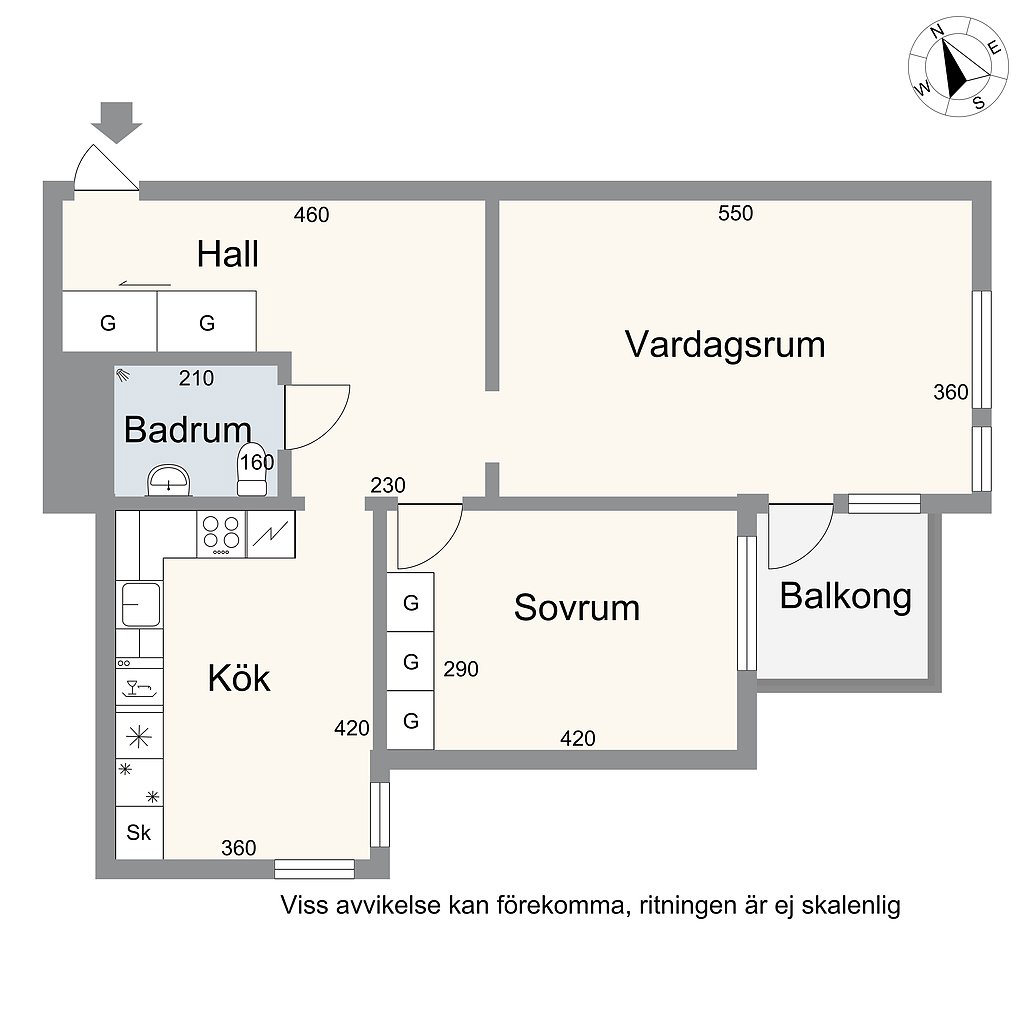 N
E
W
S
460
550
Hall
G
G
Vardagsrum
210
360
Badrum
160
230
Balkong
Sovrum
G
G
290
G
Kök
420
420
Sk
360
Viss avvikelse kan förekomma, ritningen är ej skalenlig